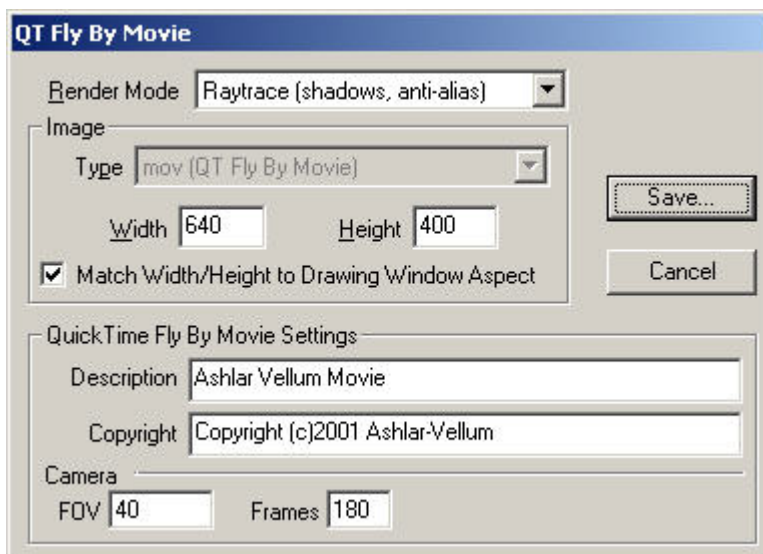 QT Fly By Movie
Render Mode Raytrace (shadows, anti-alias)
Image
Type mov (QT Fly By Movie)
Width 640 Height 400
Match Width/Height to Drawing Window Aspect
Save...
Cancel
QuickTime Fly By Movie Settings
Description Ashlar Vellum Movie
Copyright Copyright (c)2001 Ashlar-Vellum
Camera
FOV 40 Frames 180